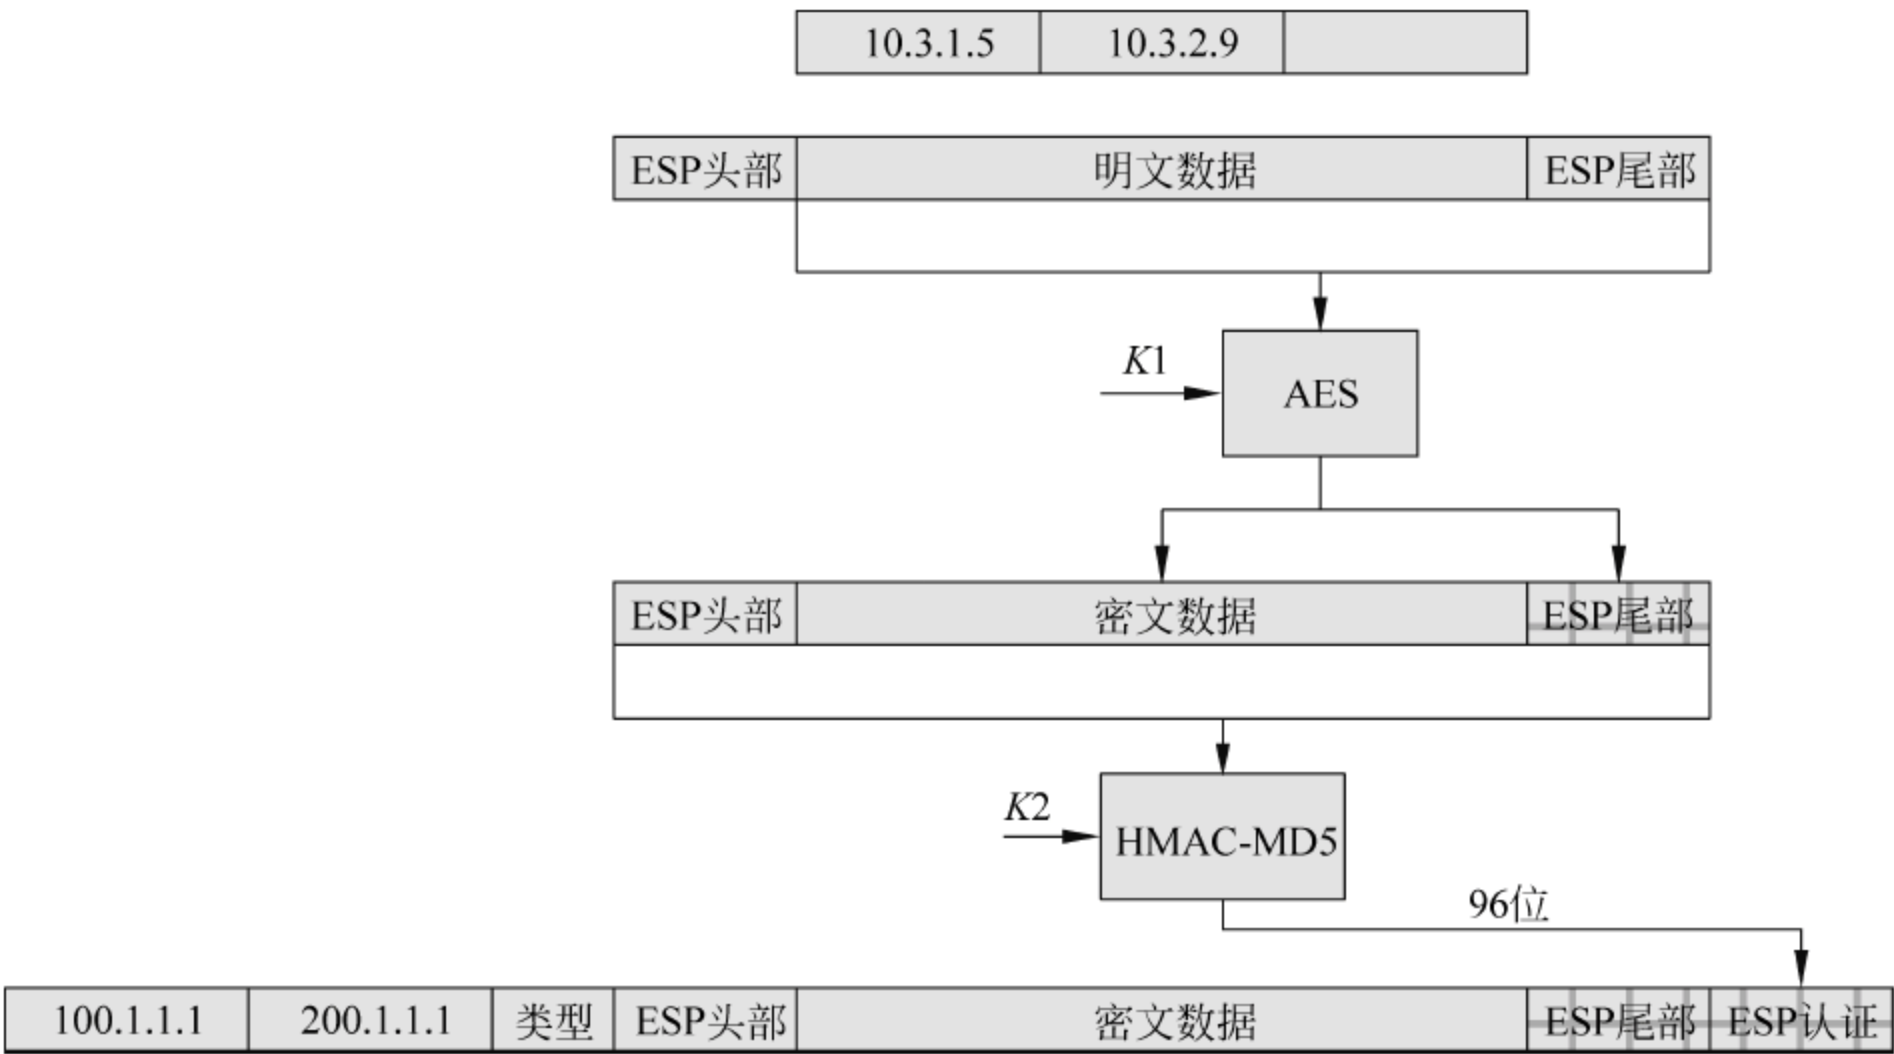 10.3.1.5 10.3.2.9
ESP头部 明文数据 ESP尾部
K1
AES
ESP头部 密文数据 ESP尾部
K2
HMAC-MD5
96位
100.1.1.1 200.1.1.1 类型 ESP头部 密文数据 ESP尾部 ESP认证